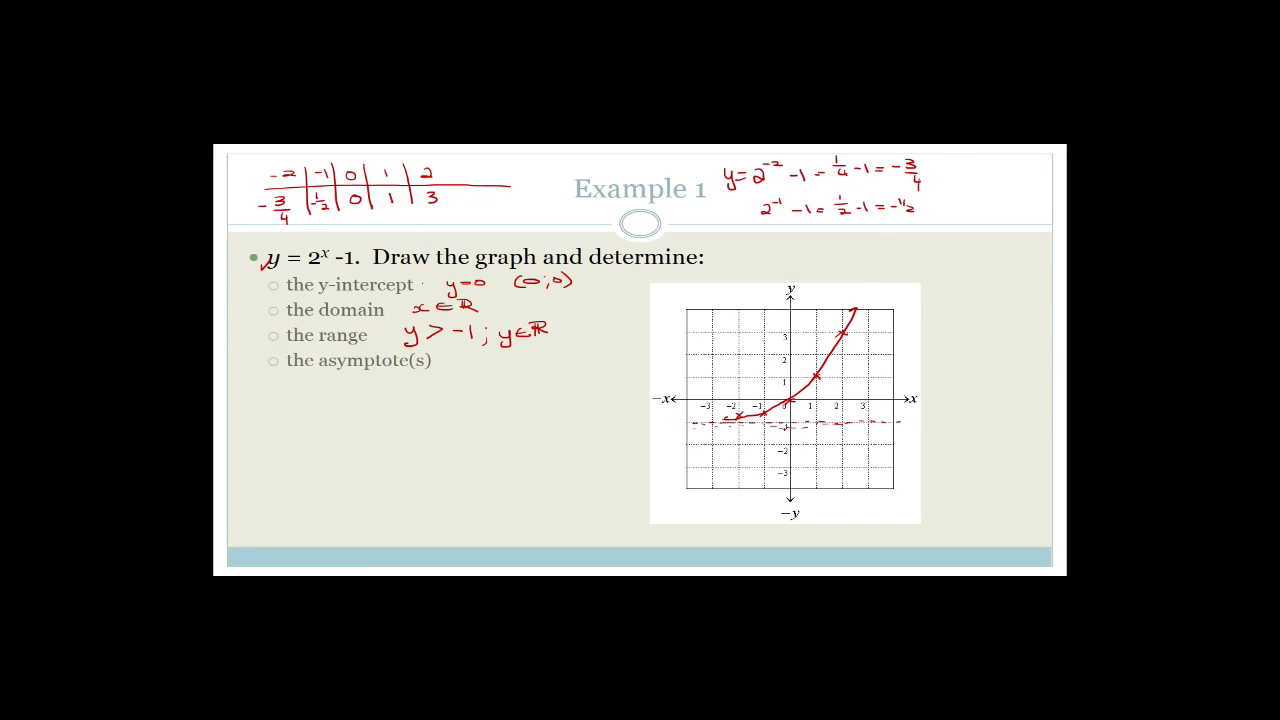 -2 | -1 | 0 | 1 | 2
-3/4 | -1/2 | 0 | 1 | 3
Example 1
y = 2^-2 -1 = 1/4 -1 = -3/4
2^-1 -1 = 1/2 -1 = -1/2
y = 2^x -1. Draw the graph and determine:
the y-intercept y=0 (0;0)
the domain x ∈ ℝ
the range y > -1 ; y ∈ ℝ
the asymptote(s)
y
3
2
1
−x -3 -2 -1 0 1 2 3 x
-1
-2
-3
−y